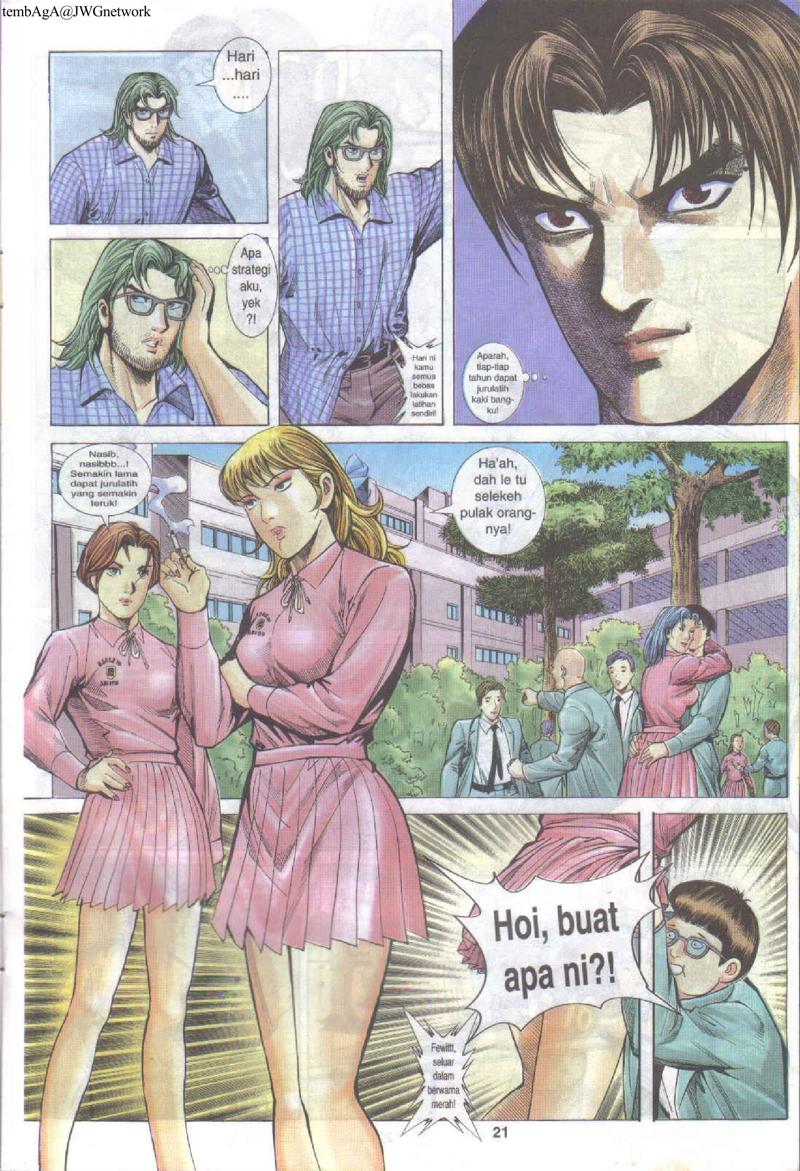 tembAgA@JWGnetwork
Hari
...hari
....
Apa
strategi
aku,
yek
?!
Hari ni
kamu
semua
bebas
lakukan
latihan
sendiri!
Aparah,
tiap-tiap
tahun dapat
jurulatih
kaki bang-
ku!
Nasib,
nasibbb...!
Semakin lama
dapat jurulatih
yang semakin
teruk!
Ha'ah,
dah le tu
selekeh
pulak orang-
nya!
Hoi, buat
apa ni?!
Fewittt,
seluar
dalam
berwarna
merah!
21